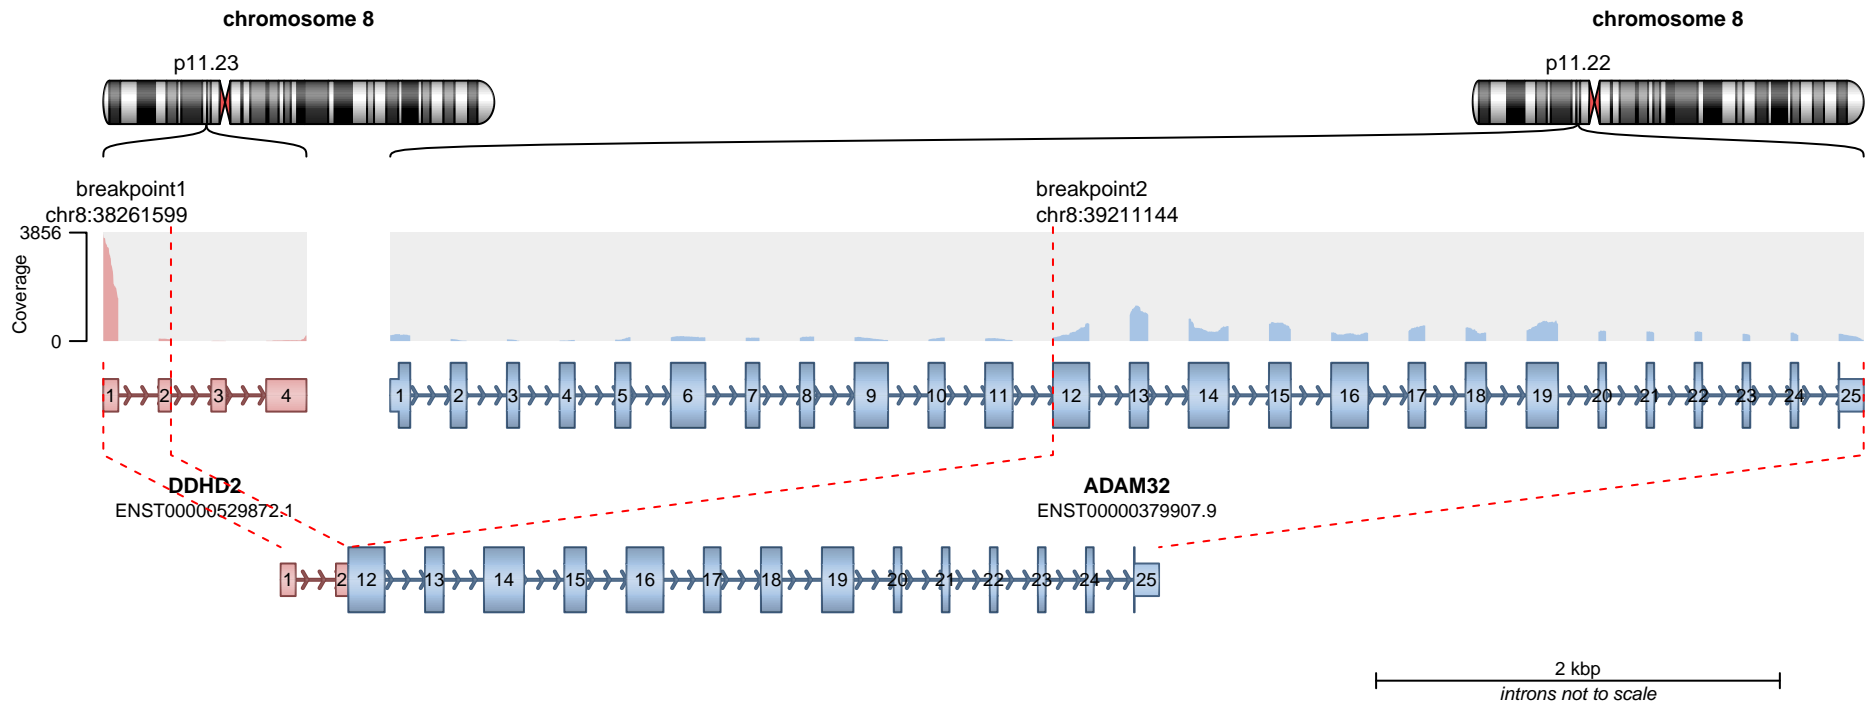 chromosome 8
chromosome 8
p11.23
p11.22
breakpoint1
chr8:38261599
breakpoint2
chr8:39211144
3856
Coverage
0
1 2 3 4
1 2 3 4 5 6 7 8 9 10 11 12 13 14 15 16 17 18 19 20 21 22 23 24 25
DDHD2
ENST00000529872.1
ADAM32
ENST00000379907.9
1 2 12 13 14 15 16 17 18 19 20 21 22 23 24 25
2 kbp
introns not to scale